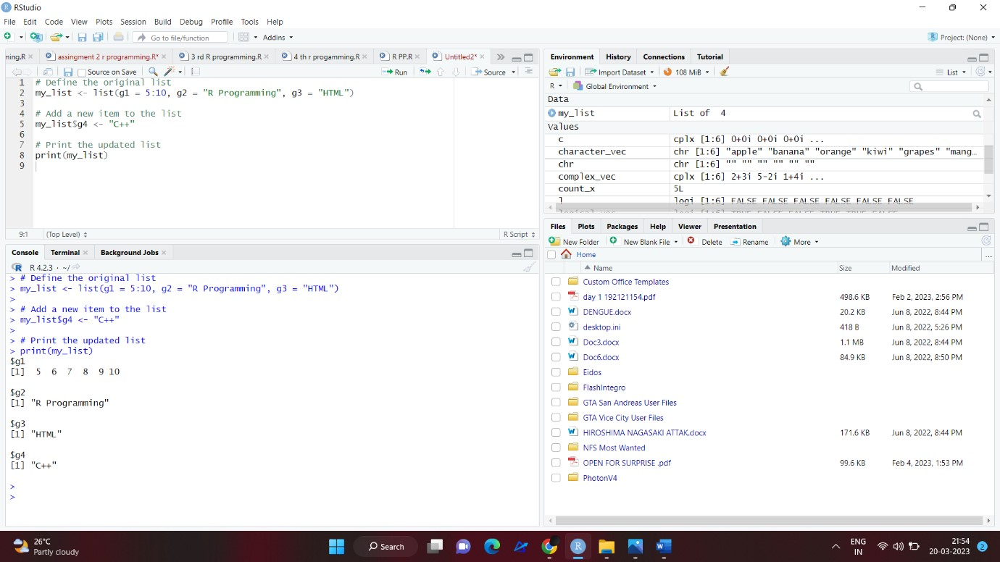 RStudio
File Edit Code View Plots Session Build Debug Profile Tools Help
Go to file/function Addins Project: (None)
ning.R assingment 2 r programming.R* 3 rd R programming.R 4 th r progamming.R R PP.R Untitled2*
Source on Save Run Source
1 # Define the original list
2 my_list <- list(g1 = 5:10, g2 = "R Programming", g3 = "HTML")
3
4 # Add a new item to the list
5 my_list$g4 <- "C++"
6
7 # Print the updated list
8 print(my_list)
9
9:1 (Top Level) R Script
Console Terminal Background Jobs
R 4.2.3 · ~/
> # Define the original list
> my_list <- list(g1 = 5:10, g2 = "R Programming", g3 = "HTML")
>
> # Add a new item to the list
> my_list$g4 <- "C++"
>
> # Print the updated list
> print(my_list)
$g1
[1] 5 6 7 8 9 10
$g2
[1] "R Programming"
$g3
[1] "HTML"
$g4
[1] "C++"
>
>
Environment History Connections Tutorial
Import Dataset 108 MiB List
R Global Environment
Data
my_list List of 4
Values
c cplx [1:6] 0+0i 0+0i 0+0i ...
character_vec chr [1:6] "apple" "banana" "orange" "kiwi" "grapes" "mang…
chr chr [1:6] "" "" "" "" "" ""
complex_vec cplx [1:6] 2+3i 5-2i 1+4i ...
count_x 5L
l logi [1:6] FALSE FALSE FALSE FALSE FALSE FALSE
Files Plots Packages Help Viewer Presentation
New Folder New Blank File Delete Rename More
Home ...
Name Size Modified
Custom Office Templates
day 1 192121154.pdf 498.6 KB Feb 2, 2023, 2:56 PM
DENGUE.docx 20.2 KB Jun 8, 2022, 8:44 PM
desktop.ini 418 B Jun 8, 2022, 5:26 PM
Doc3.docx 1.1 MB Jun 8, 2022, 8:44 PM
Doc6.docx 84.9 KB Jun 8, 2022, 8:50 PM
Eidos
FlashIntegro
GTA San Andreas User Files
GTA Vice City User Files
HIROSHIMA NAGASAKI ATTAK.docx 171.6 KB Jun 8, 2022, 8:44 PM
NFS Most Wanted
OPEN FOR SURPRISE .pdf 99.6 KB Feb 4, 2023, 1:53 PM
PhotonV4
26°C
Partly cloudy
Search
ENG
IN
21:54
20-03-2023
2